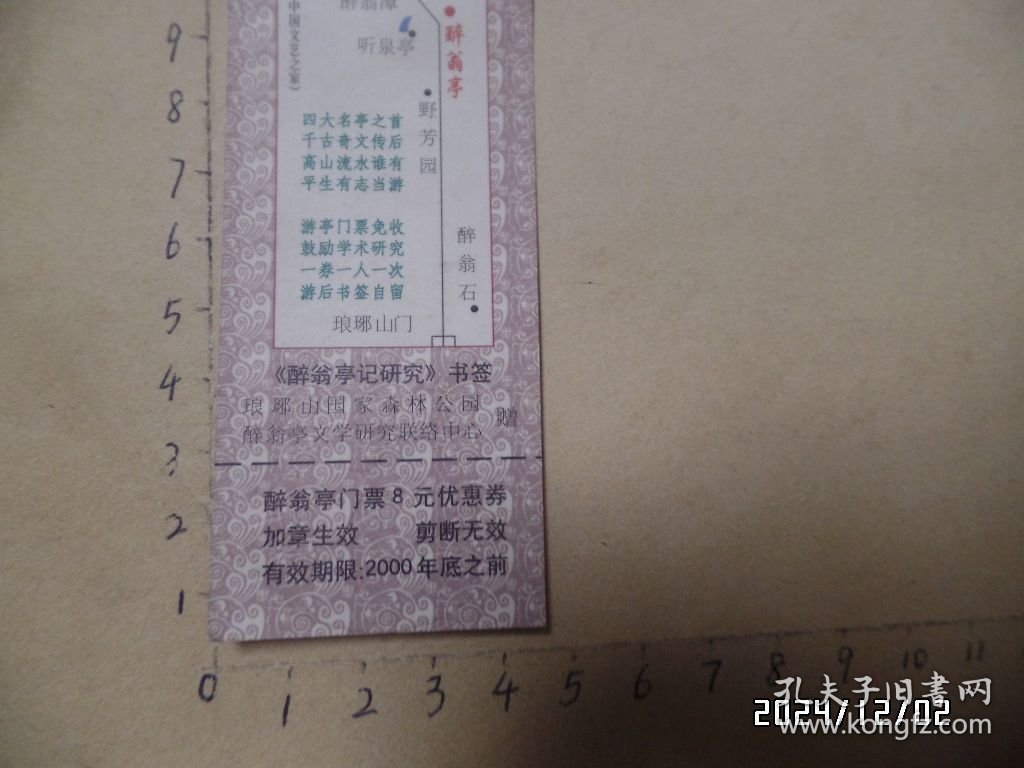 中国文艺之家》
醉翁潭
听泉亭
醉翁亭
野芳园
四大名亭之首
千古奇文传后
高山流水谁有
平生有志当游
游亭门票免收
鼓励学术研究
一券一人一次
游后书签自留
醉翁石
琅琊山门
《醉翁亭记研究》书签
琅琊山国家森林公园
醉翁亭文学研究联络中心
赠
醉翁亭门票8元优惠券
加章生效 剪断无效
有效期限:2000年底之前
9
8
7
6
5
4
3
2
1
0 1 2 3 4 5 6 7 8 9 10 11
孔夫子旧书网
2024/12/02
www.kongfz.com